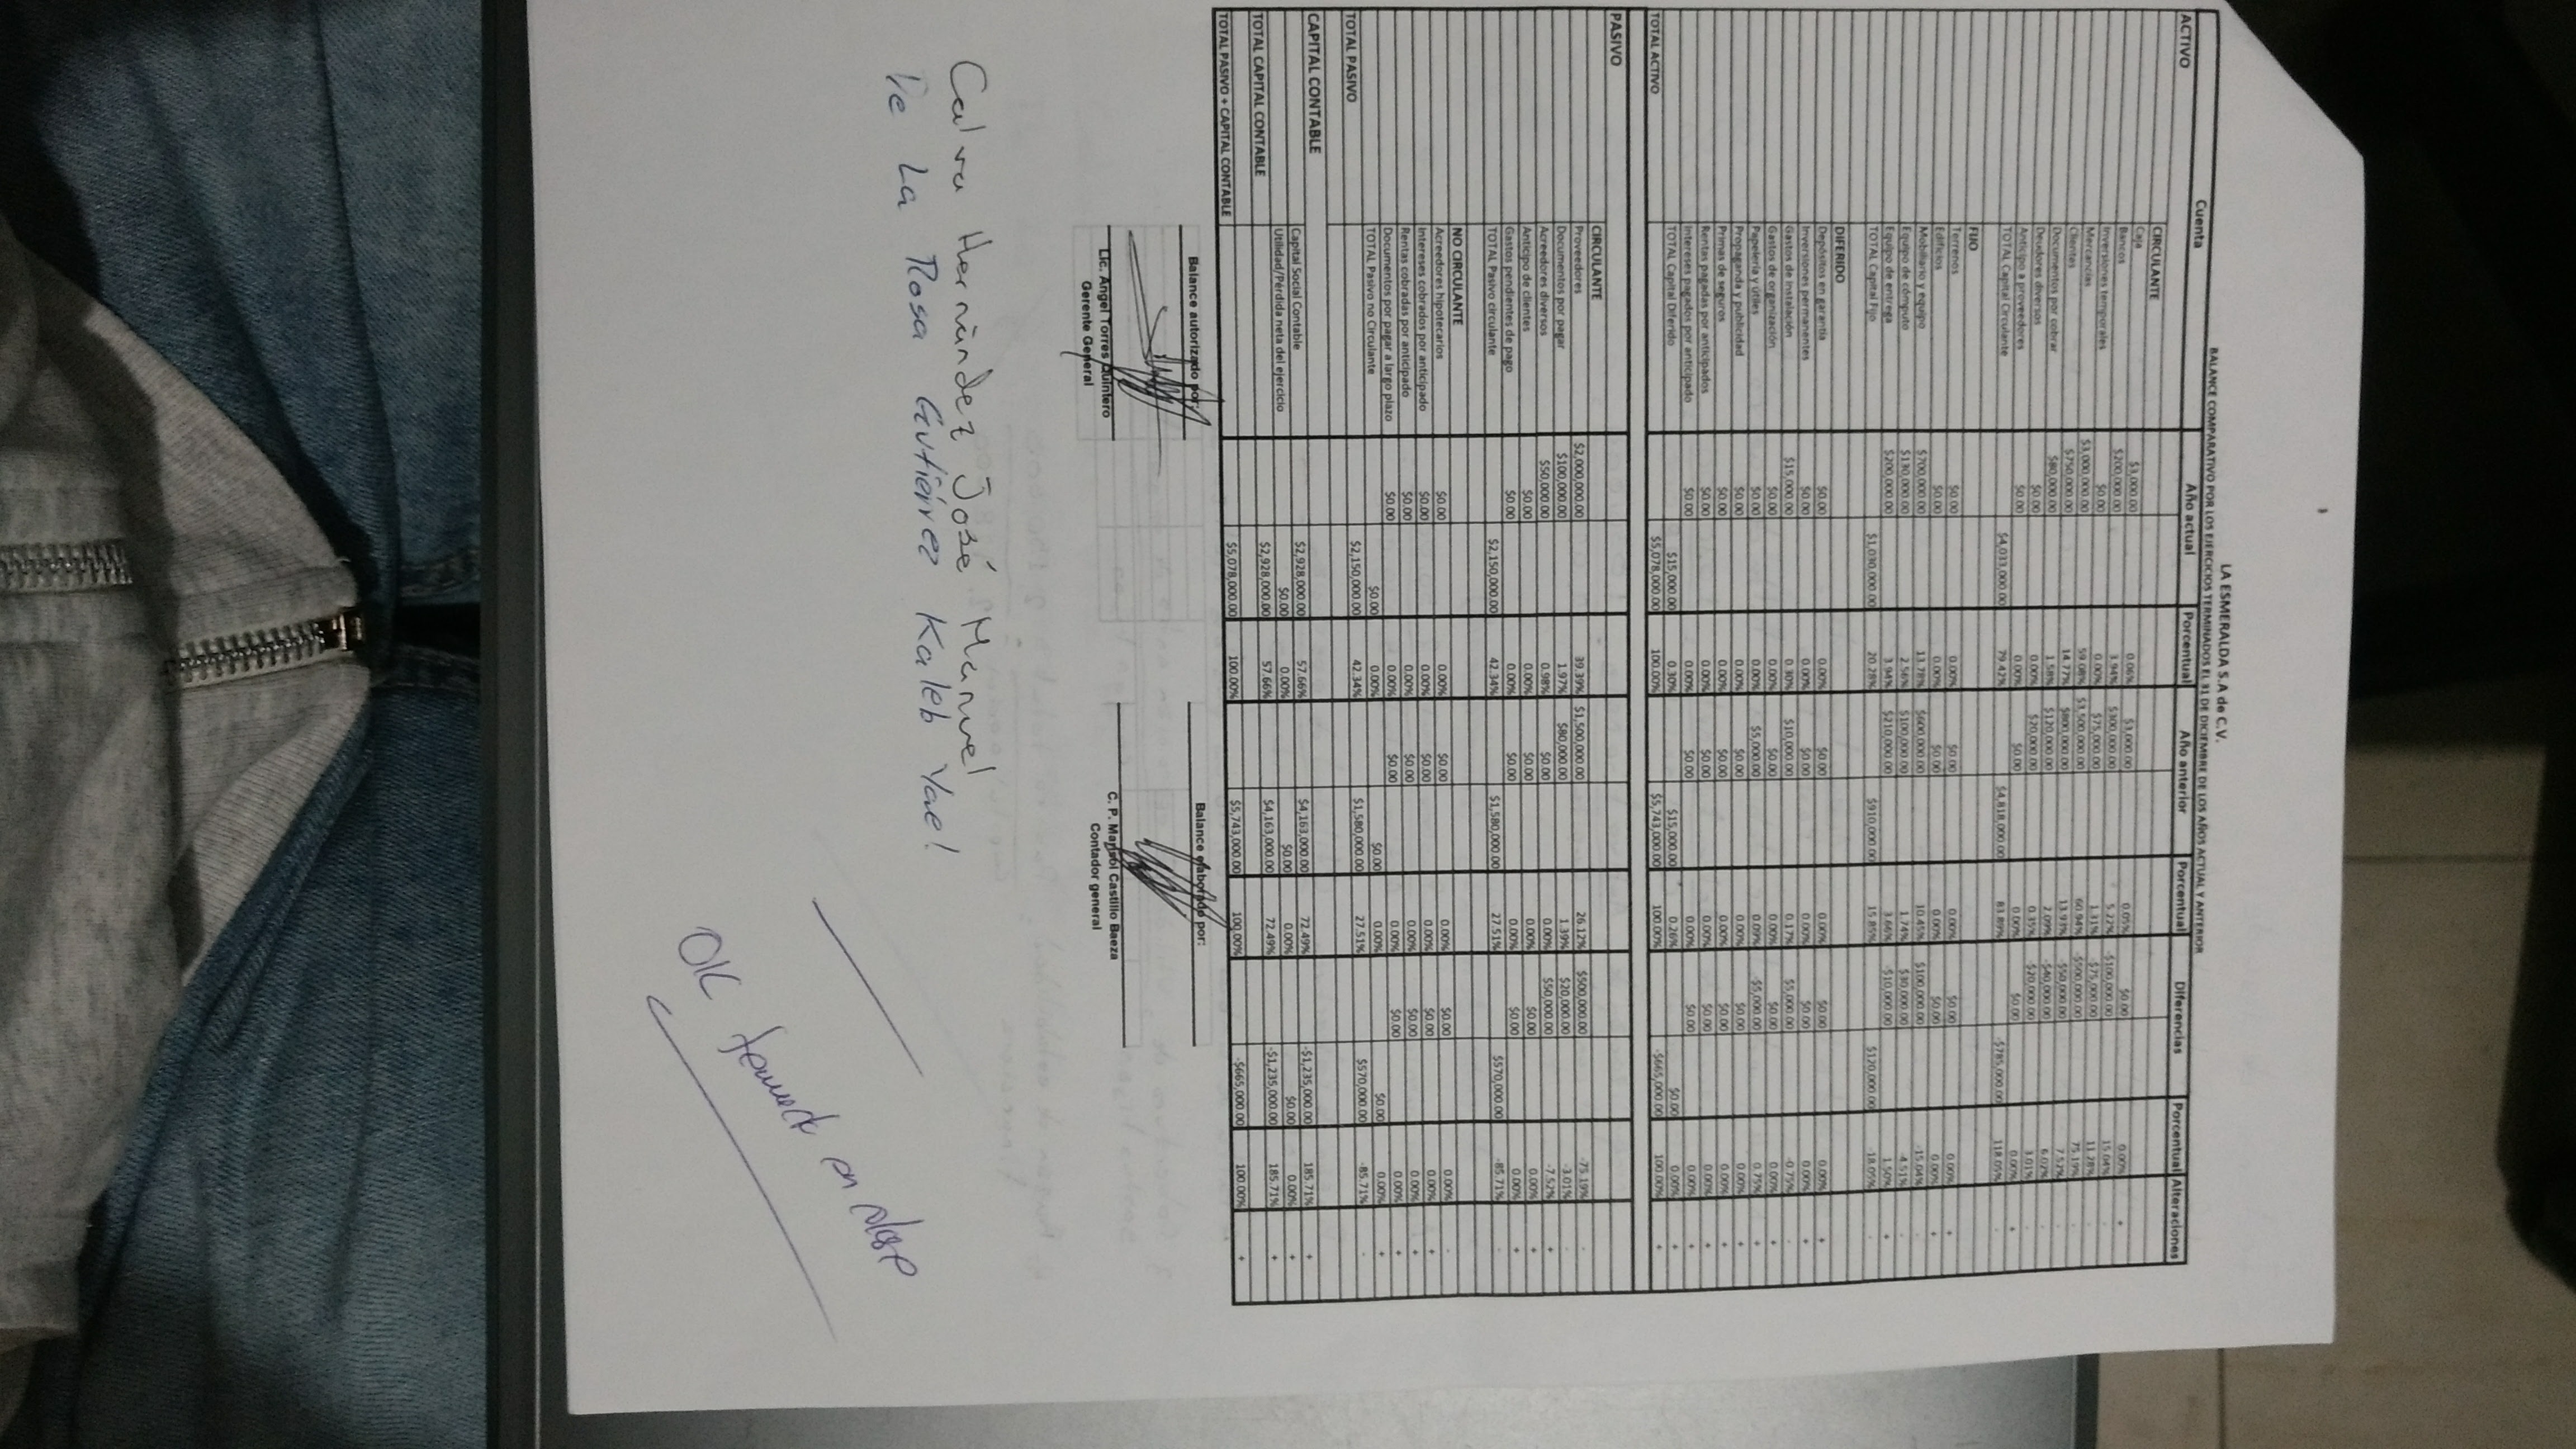 LA ESMERALDA S.A de C.V.
BALANCE COMPARATIVO POR LOS EJERCICIOS TERMINADOS EL 31 DE DICIEMBRE DE LOS AÑOS ACTUAL Y ANTERIOR
Cuenta Año actual Porcentual Año anterior Porcentual Diferencias Porcentual Alteraciones
ACTIVO
CIRCULANTE
Caja $3,000.00 0.06% $3,000.00 0.05% $0.00 0.00%
Bancos $200,000.00 3.94% $300,000.00 5.22% -$100,000.00 15.04%
Inversiones temporales $0.00 0.00% $75,000.00 1.31% -$75,000.00 11.28%
Mercancías $3,000,000.00 59.08% $3,500,000.00 60.94% -$500,000.00 75.19%
Clientes $750,000.00 14.77% $800,000.00 13.93% -$50,000.00 7.52%
Documentos por cobrar $80,000.00 1.58% $120,000.00 2.09% -$40,000.00 6.02%
Deudores diversos $0.00 0.00% $20,000.00 0.35% -$20,000.00 3.01%
Anticipo a proveedores $0.00 0.00% $0.00 0.00% $0.00 0.00%
TOTAL Capital Circulante $4,033,000.00 79.42% $4,818,000.00 83.89% -$785,000.00 118.05%
FIJO
Terrenos $0.00 0.00% $0.00 0.00% $0.00 0.00% +
Edificios $0.00 0.00% $0.00 0.00% $0.00 0.00% +
Mobiliario y equipo $700,000.00 13.78% $600,000.00 10.45% $100,000.00 -15.04% -
Equipo de cómputo $130,000.00 2.56% $100,000.00 1.74% $30,000.00 -4.51% -
Equipo de entrega $200,000.00 3.94% $210,000.00 3.66% -$10,000.00 1.50% +
TOTAL Capital Fijo $1,030,000.00 20.28% $910,000.00 15.85% $120,000.00 -18.05% -
DIFERIDO
Depósitos en garantía $0.00 0.00% $0.00 0.00% $0.00 0.00% +
Inversiones permanentes $0.00 0.00% $0.00 0.00% $0.00 0.00% +
Gastos de instalación $15,000.00 0.30% $10,000.00 0.17% $5,000.00 -0.75% -
Gastos de organización $0.00 0.00% $0.00 0.00% $0.00 0.00% +
Papelería y útiles $0.00 0.00% $5,000.00 0.09% -$5,000.00 0.75% +
Propaganda y publicidad $0.00 0.00% $0.00 0.00% $0.00 0.00% +
Primas de seguros $0.00 0.00% $0.00 0.00% $0.00 0.00% +
Rentas pagadas por anticipados $0.00 0.00% $0.00 0.00% $0.00 0.00% +
Intereses pagados por anticipado $0.00 0.00% $0.00 0.00% $0.00 0.00% +
TOTAL Capital Diferido $15,000.00 0.30% $15,000.00 0.26% $0.00 0.00% +
TOTAL ACTIVO $5,078,000.00 100.00% $5,743,000.00 100.00% -$665,000.00 100.00% +
PASIVO
CIRCULANTE
Proveedores $2,000,000.00 39.39% $1,500,000.00 26.12% $500,000.00 -75.19% -
Documentos por pagar $100,000.00 1.97% $80,000.00 1.39% $20,000.00 -3.01% -
Acreedores diversos $50,000.00 0.98% $0.00 0.00% $50,000.00 -7.52%
Anticipo de clientes $0.00 0.00% $0.00 0.00% $0.00 0.00% +
Gastos pendientes de pago $0.00 0.00% $0.00 0.00% $0.00 0.00% +
TOTAL Pasivo circulante $2,150,000.00 42.34% $1,580,000.00 27.51% $570,000.00 -85.71% -
NO CIRCULANTE
Acreedores hipotecarios $0.00 0.00% $0.00 0.00% $0.00 0.00%
Intereses cobrados por anticipado $0.00 0.00% $0.00 0.00% $0.00 0.00% +
Rentas cobradas por anticipado $0.00 0.00% $0.00 0.00% $0.00 0.00% +
Documentos por pagar a largo plazo $0.00 0.00% $0.00 0.00% $0.00 0.00% +
TOTAL Pasivo no Circulante $0.00 0.00% $0.00 0.00% $0.00 0.00% +
TOTAL PASIVO $2,150,000.00 42.34% $1,580,000.00 27.51% $570,000.00 -85.71% -
CAPITAL CONTABLE
Capital Social Contable $2,928,000.00 57.66% $4,163,000.00 72.49% -$1,235,000.00 185.71% +
Utilidad/Pérdida neta del ejercicio $0.00 0.00% $0.00 0.00% $0.00 0.00% +
TOTAL CAPITAL CONTABLE $2,928,000.00 57.66% $4,163,000.00 72.49% -$1,235,000.00 185.71% +
TOTAL PASIVO + CAPITAL CONTABLE $5,078,000.00 100.00% $5,743,000.00 100.00% -$665,000.00 100.00% +
Balance autorizado por: Balance elaborado por:
Lic. Ángel Torres Quintero C. P. Marisol Castillo Baeza
Gerente General Contador general
Calva Hernández José Manuel
De La Rosa Gutiérrez Kaleb Yael
OK en clase